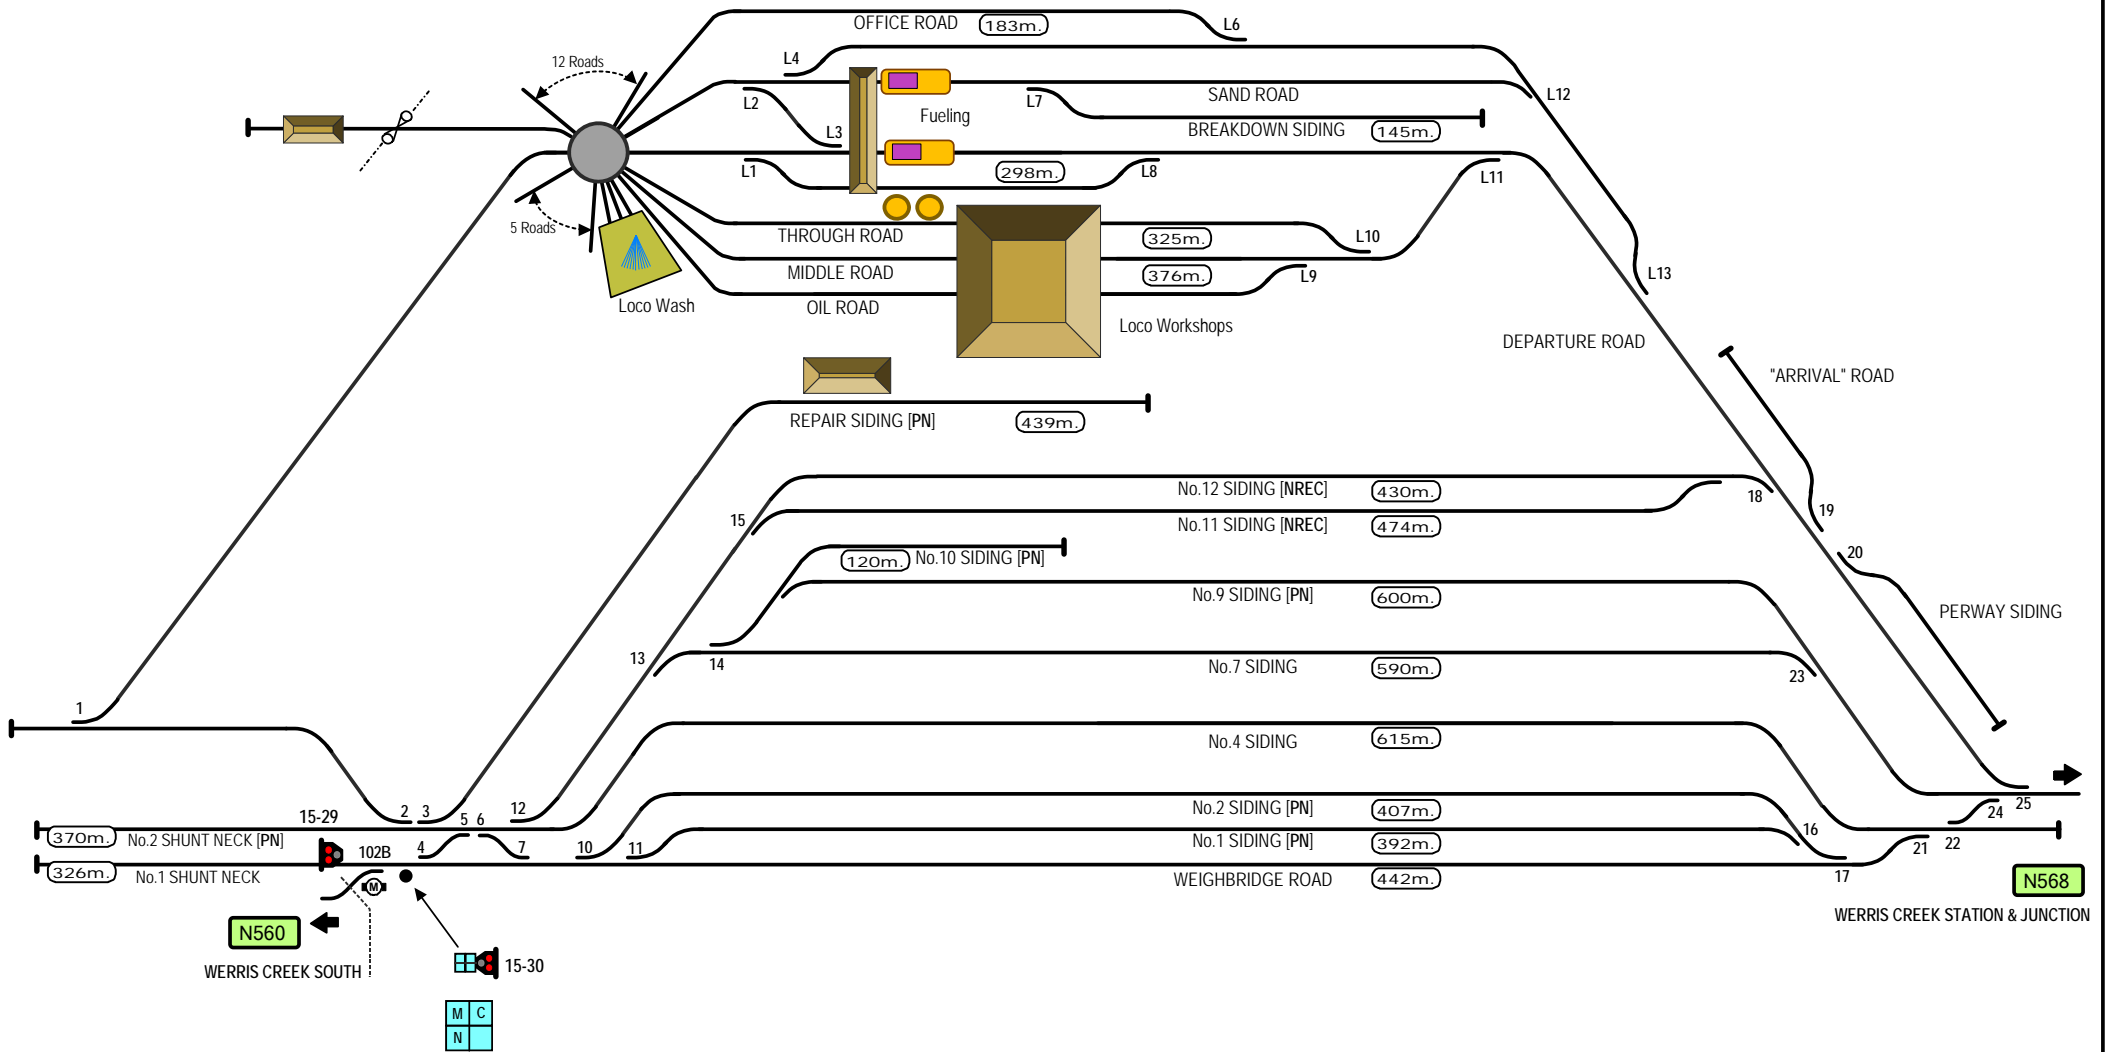 OFFICE ROAD 183m. L6
L4
12 Roads
L2 L3 Fueling L7 SAND ROAD L12
BREAKDOWN SIDING 145m.
L1 298m. L8 L11
5 Roads
THROUGH ROAD 325m. L10
MIDDLE ROAD 376m. L9 L13
Loco Wash OIL ROAD Loco Workshops
DEPARTURE ROAD
"ARRIVAL" ROAD
REPAIR SIDING [PN] 439m.
No.12 SIDING [NREC] 430m. 18
15 No.11 SIDING [NREC] 474m. 19
120m. No.10 SIDING [PN] 20
No.9 SIDING [PN] 600m. PERWAY SIDING
13 14 No.7 SIDING 590m. 23
1
No.4 SIDING 615m.
15-29 2 3 5 6 12 No.2 SIDING [PN] 407m. 16 24 25
370m. No.2 SHUNT NECK [PN] 102B 4 7 10 11 No.1 SIDING [PN] 392m. 21 22
326m. No.1 SHUNT NECK M WEIGHBRIDGE ROAD 442m. 17 N568
WERRIS CREEK STATION & JUNCTION
N560
WERRIS CREEK SOUTH 15-30
M C
N